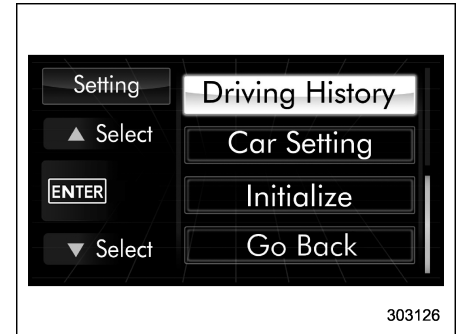 Setting
▲ Select
ENTER
▼ Select
Driving History
Car Setting
Initialize
Go Back
303126